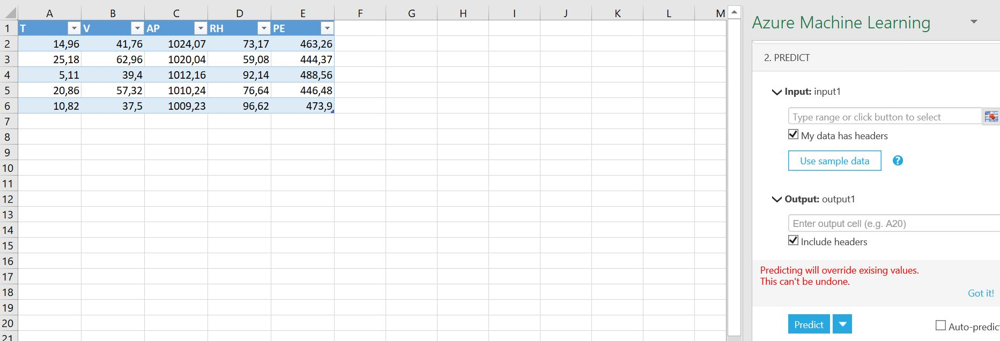 A B C D E F G H I J K L M
1 T V AP RH PE
2 14,96 41,76 1024,07 73,17 463,26
3 25,18 62,96 1020,04 59,08 444,37
4 5,11 39,4 1012,16 92,14 488,56
5 20,86 57,32 1010,24 76,64 446,48
6 10,82 37,5 1009,23 96,62 473,9
7
8
9
10
11
12
13
14
15
16
17
18
19
20
21
Azure Machine Learning
2. PREDICT
Input: input1
Type range or click button to select
My data has headers
Use sample data ?
Output: output1
Enter output cell (e.g. A20)
Include headers
Predicting will override exising values.
This can't be undone.
Got it!
Predict
Auto-predic